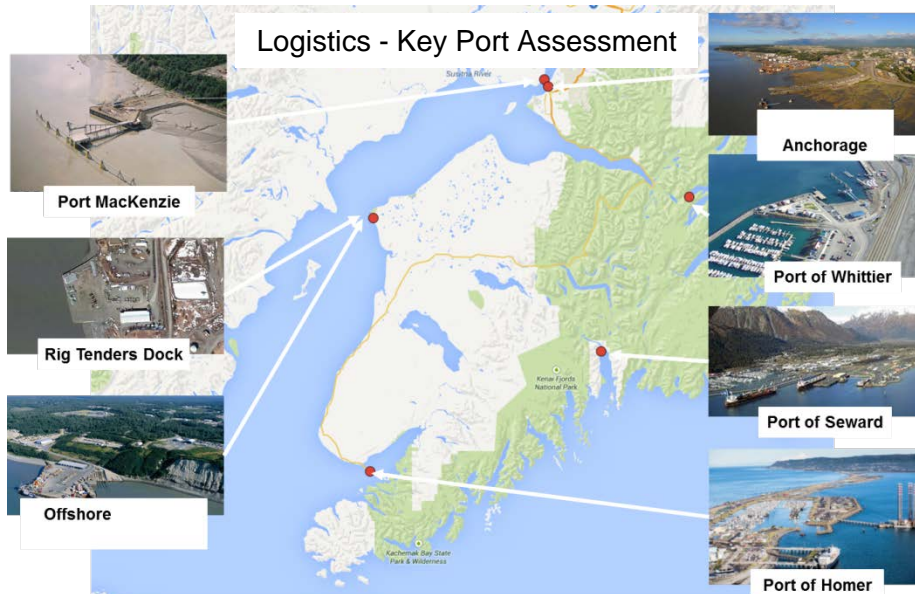 Logistics - Key Port Assessment
Susitna River
Port MacKenzie
Anchorage
Port of Whittier
Rig Tenders Dock
Kenai Fjords
National Park
Port of Seward
Offshore
Kachemak Bay State
Park & Wilderness
Port of Homer